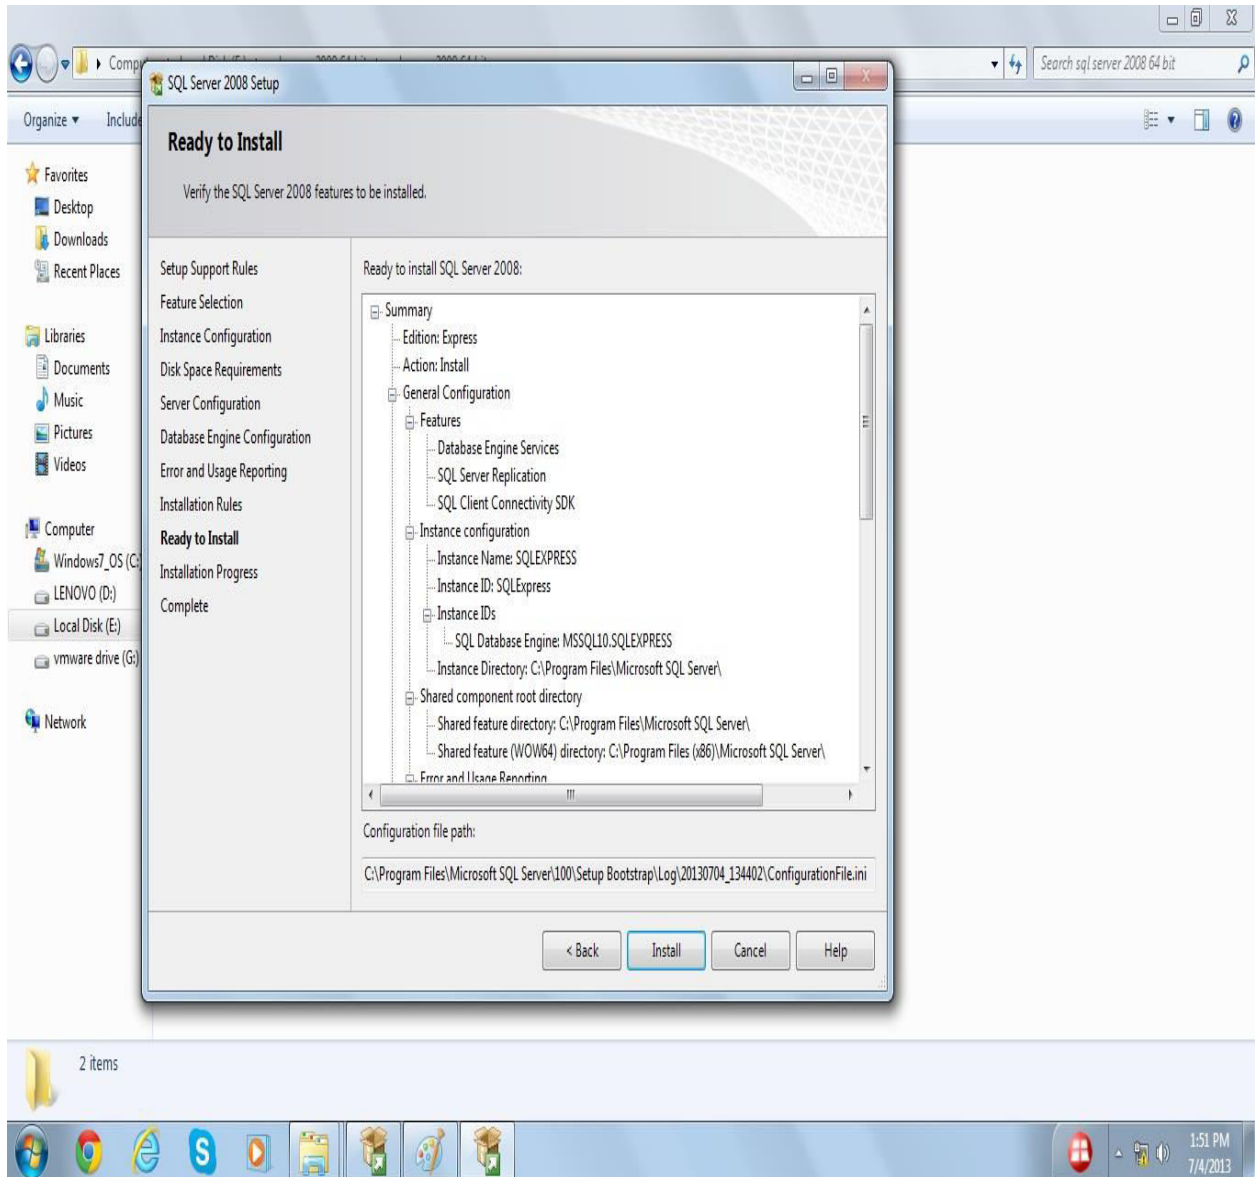 Search sql server 2008 64 bit
Organize
Include
Favorites
Desktop
Downloads
Recent Places
Libraries
Documents
Music
Pictures
Videos
Computer
Windows7_OS (C:
LENOVO (D:)
Local Disk (E:)
vmware drive (G:)
Network
SQL Server 2008 Setup
Ready to Install
Verify the SQL Server 2008 features to be installed.
Setup Support Rules
Feature Selection
Instance Configuration
Disk Space Requirements
Server Configuration
Database Engine Configuration
Error and Usage Reporting
Installation Rules
Ready to Install
Installation Progress
Complete
Ready to install SQL Server 2008:
Summary
Edition: Express
Action: Install
General Configuration
Features
Database Engine Services
SQL Server Replication
SQL Client Connectivity SDK
Instance configuration
Instance Name: SQLEXPRESS
Instance ID: SQLExpress
Instance IDs
SQL Database Engine: MSSQL10.SQLEXPRESS
Instance Directory: C:\Program Files\Microsoft SQL Server\
Shared component root directory
Shared feature directory: C:\Program Files\Microsoft SQL Server\
Shared feature (WOW64) directory: C:\Program Files (x86)\Microsoft SQL Server\
Error and Usage Reporting
Configuration file path:
C:\Program Files\Microsoft SQL Server\100\Setup Bootstrap\Log\20130704_134402\ConfigurationFile.ini
< Back
Install
Cancel
Help
2 items
1:51 PM
7/4/2013